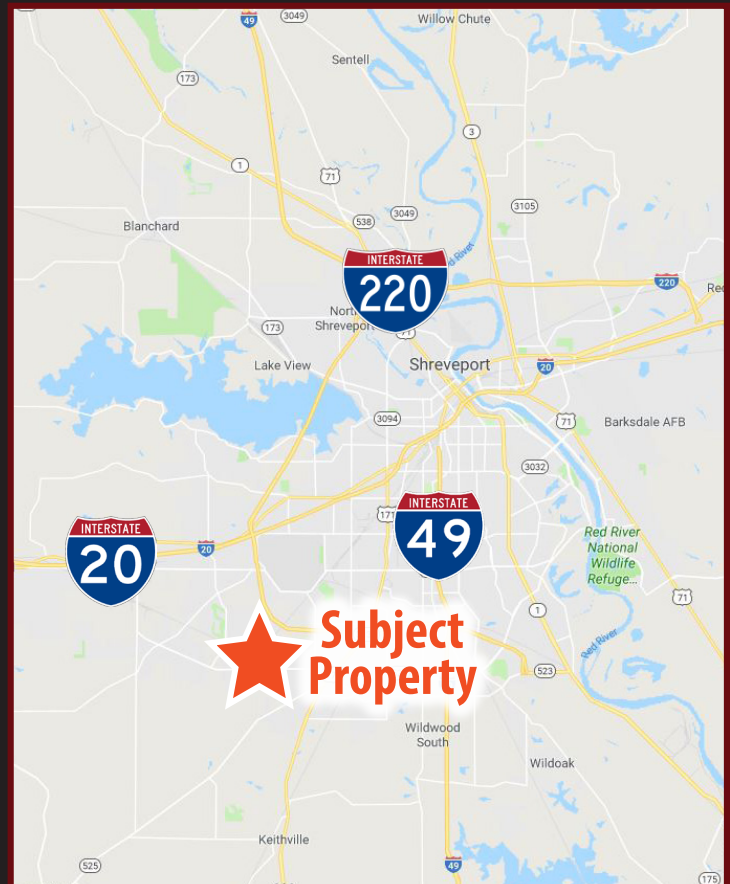 49
3049
Willow Chute
Sentell
173
3
1
71
3105
3049
538
Blanchard
INTERSTATE
220
220
173
Shreveport
71
Lake View
Shreveport
20
3094
71
Barksdale AFB
3032
INTERSTATE
49
171
INTERSTATE
20
20
Red River
National
Wildlife
Refuge...
71
1
Red River
Subject
Property
523
Wildwood
South
Wildoak
Keithville
525
49
175